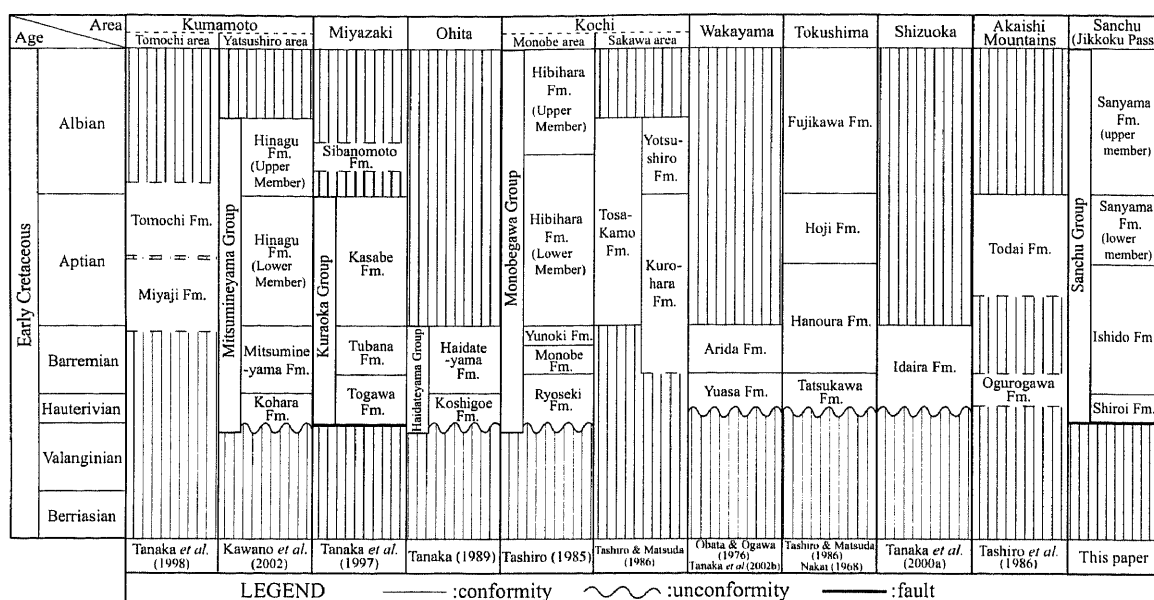 Area
Age
Kumamoto
Tomochi area
Yatsushiro area
Miyazaki
Ohita
Kochi
Monobe area
Sakawa area
Wakayama
Tokushima
Shizuoka
Akaishi
Mountains
Sanchu
(Jikkoku Pass)
Early Cretaceous
Albian
Aptian
Barremian
Hauterivian
Valanginian
Berriasian
Tomochi Fm.
Miyaji Fm.
Mitsumineyama Group
Hinagu
Fm.
(Upper
Member)
Hinagu
Fm.
(Lower
Member)
Mitsumine
-yama Fm.
Kohara
Fm.
Sibanomoto
Fm.
Kuraoka Group
Kasabe
Fm.
Tubana
Fm.
Togawa
Fm.
Haidateyama Group
Haidate
-yama Fm.
Koshigoe
Fm.
Monobegawa Group
Hibihara
Fm.
(Upper
Member)
Hibihara
Fm.
(Lower
Member)
Yunoki Fm.
Monobe
Fm.
Ryoseki
Fm.
Tosa-
Kamo
Fm.
Yotsu-
shiro
Fm.
Kuro-
hara
Fm.
Arida Fm.
Yuasa Fm.
Fujikawa Fm.
Hoji Fm.
Hanoura Fm.
Tatsukawa
Fm.
Idaira Fm.
Todai Fm.
Ogurogawa
Fm.
Sanchu Group
Sanyama
Fm.
(upper
member)
Sanyama
Fm.
(lower
member)
Ishido Fm
Shiroi Fm.
Tanaka et al.
(1998)
Kawano et al.
(2002)
Tanaka et al.
(1997)
Tanaka (1989)
Tashiro (1985)
Tashiro & Matsuda
(1986)
Obata & Ogawa
(1976)
Tanaka et al (2002b)
Tashiro & Matsuda
(1986)
Nakai (1968)
Tanaka et al.
(2000a)
Tashiro et al.
(1986)
This paper
LEGEND
:conformity
:unconformity
:fault